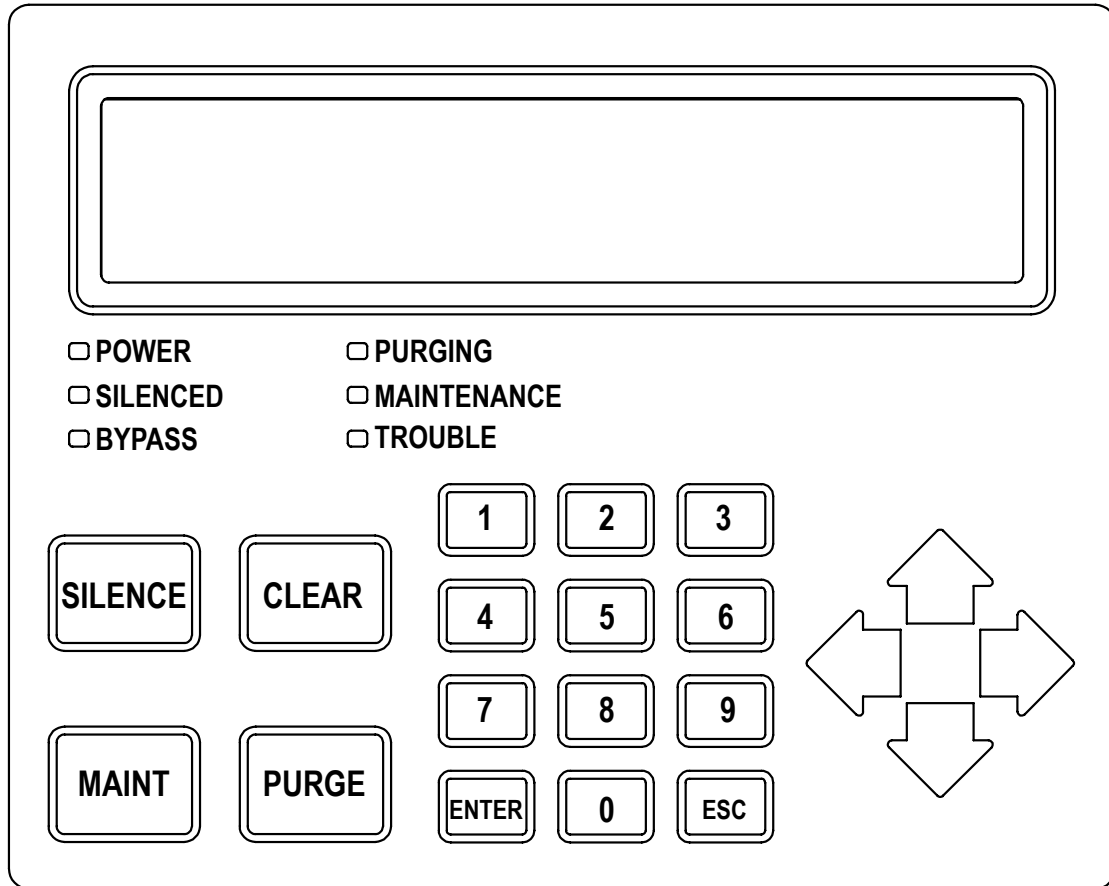 POWER
PURGING
SILENCED
MAINTENANCE
BYPASS
TROUBLE
1 2 3
SILENCE CLEAR
4 5 6
7 8 9
MAINT PURGE
ENTER 0 ESC